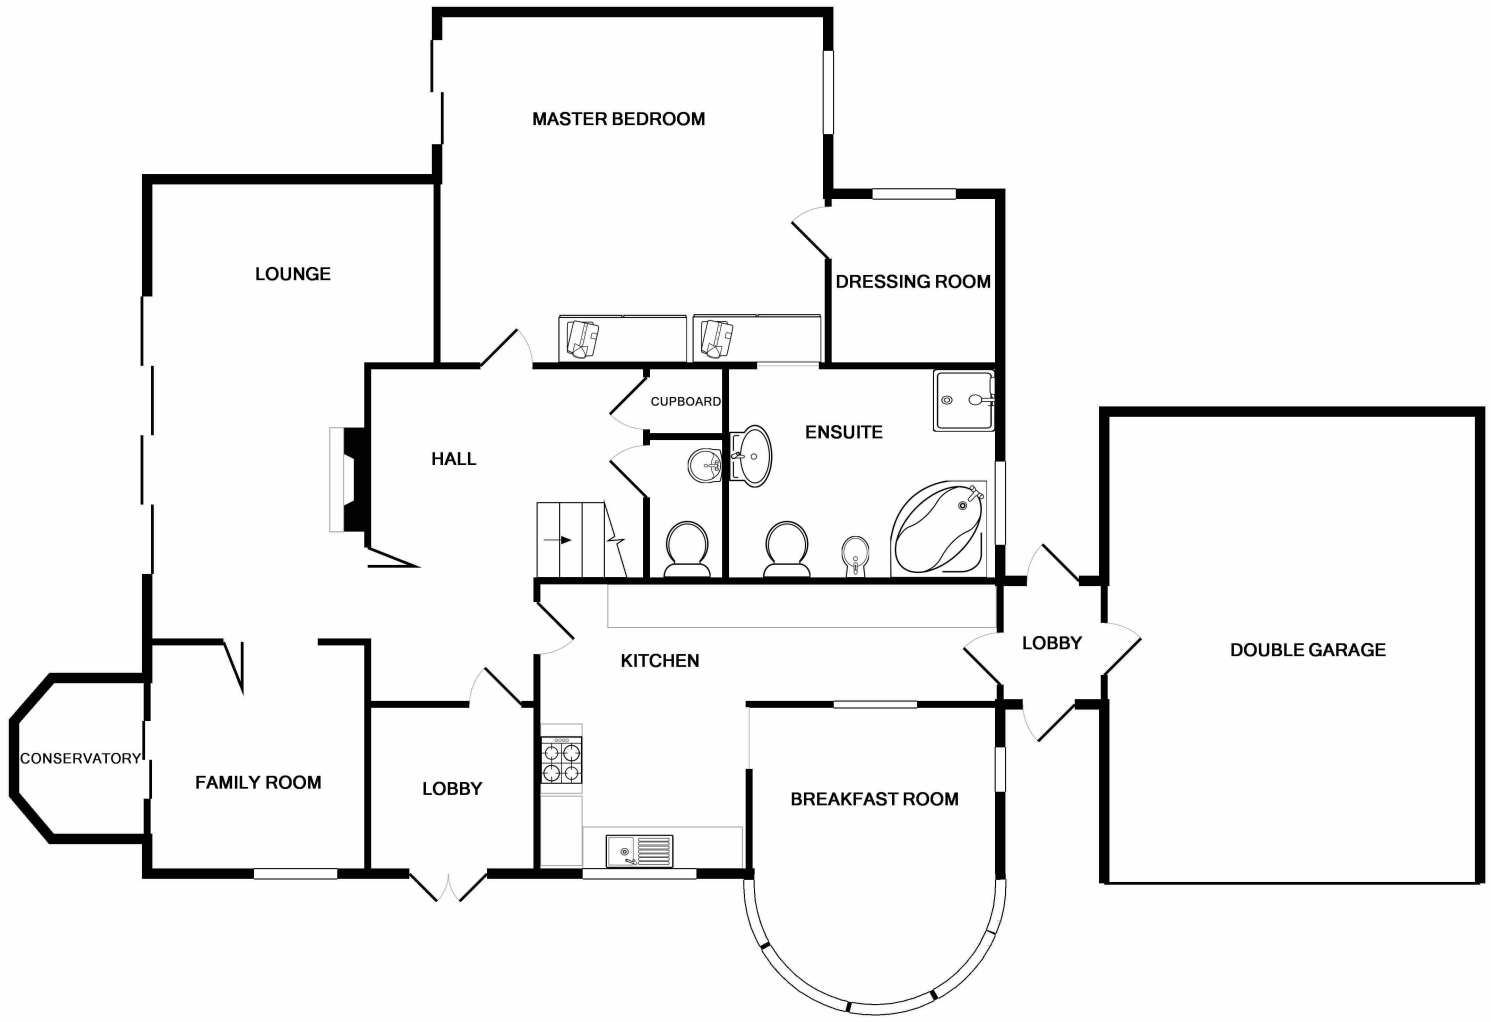 MASTER BEDROOM
LOUNGE
DRESSING ROOM
CUPBOARD
ENSUITE
HALL
LOBBY
DOUBLE GARAGE
KITCHEN
CONSERVATORY
FAMILY ROOM
LOBBY
BREAKFAST ROOM